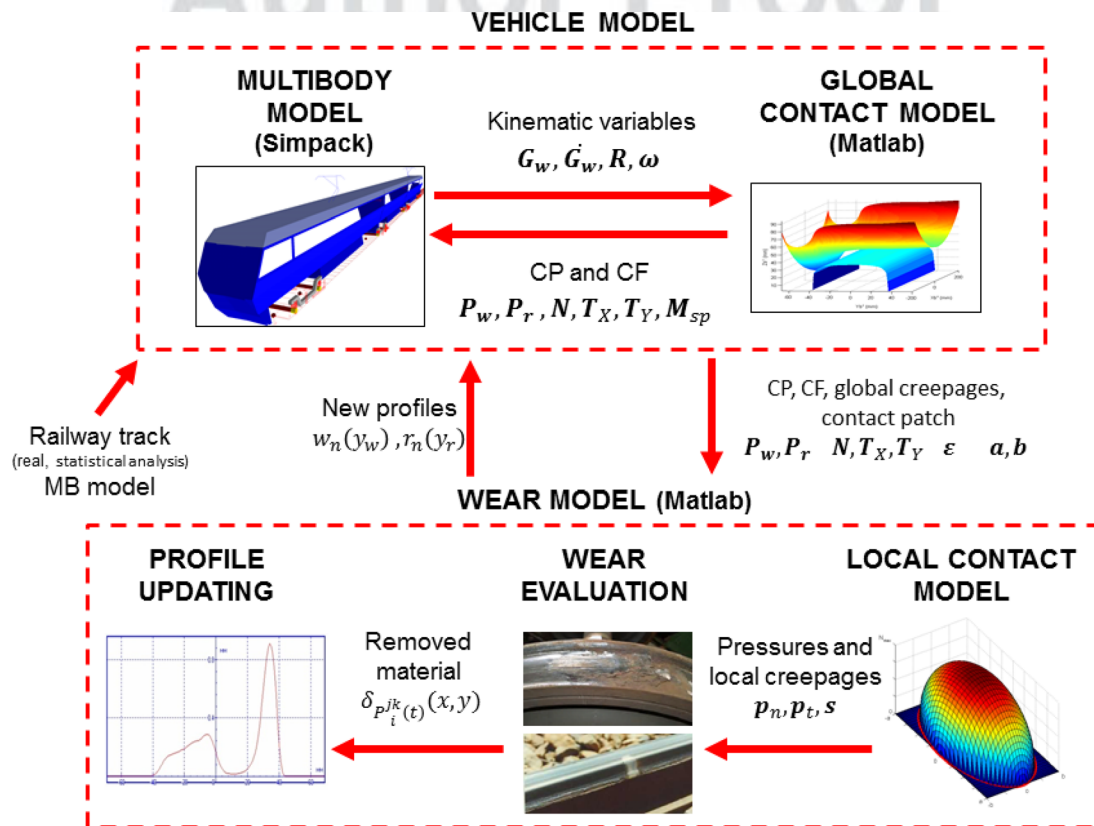 VEHICLE MODEL
MULTIBODY
MODEL
(Simpack)
Kinematic variables
G_w, Ġ_w, R, ω
GLOBAL
CONTACT MODEL
(Matlab)
CP and CF
P_w, P_r , N, T_X, T_Y, M_sp
Railway track
(real, statistical analysis)
MB model
New profiles
w_n(y_w) ,r_n(y_r)
CP, CF, global creepages,
contact patch
P_w, P_r N, T_X, T_Y ε a, b
WEAR MODEL (Matlab)
PROFILE
UPDATING
Removed
material
δ_{P_i^{jk}(t)}(x, y)
WEAR
EVALUATION
Pressures and
local creepages
p_n, p_t, s
LOCAL CONTACT
MODEL